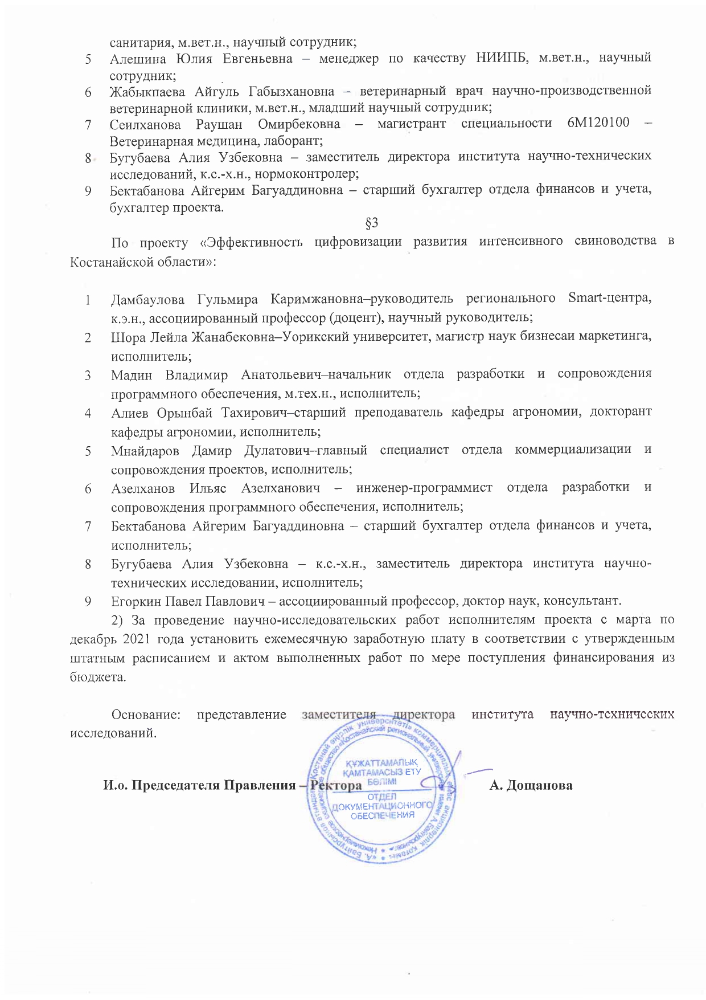 санитария, м.вет.н., научный сотрудник;
5 Алешина Юлия Евгеньевна – менеджер по качеству НИИПБ, м.вет.н., научный
сотрудник;
6 Жабыкпаева Айгуль Габызхановна – ветеринарный врач научно-производственной
ветеринарной клиники, м.вет.н., младший научный сотрудник;
7 Сеилханова Раушан Омирбековна – магистрант специальности 6М120100 –
Ветеринарная медицина, лаборант;
8 Бугубаева Алия Узбековна – заместитель директора института научно-технических
исследований, к.с.-х.н., нормоконтролер;
9 Бектабанова Айгерим Багуаддиновна – старший бухгалтер отдела финансов и учета,
бухгалтер проекта.
§3
По проекту «Эффективность цифровизации развития интенсивного свиноводства в
Костанайской области»:
1 Дамбаулова Гульмира Каримжановна–руководитель регионального Smart-центра,
к.э.н., ассоциированный профессор (доцент), научный руководитель;
2 Шора Лейла Жанабековна–Уорикский университет, магистр наук бизнесаи маркетинга,
исполнитель;
3 Мадин Владимир Анатольевич–начальник отдела разработки и сопровождения
программного обеспечения, м.тех.н., исполнитель;
4 Алиев Орынбай Тахирович–старший преподаватель кафедры агрономии, докторант
кафедры агрономии, исполнитель;
5 Мнайдаров Дамир Дулатович–главный специалист отдела коммерциализации и
сопровождения проектов, исполнитель;
6 Азелханов Ильяс Азелханович – инженер-программист отдела разработки и
сопровождения программного обеспечения, исполнитель;
7 Бектабанова Айгерим Багуаддиновна – старший бухгалтер отдела финансов и учета,
исполнитель;
8 Бугубаева Алия Узбековна – к.с.-х.н., заместитель директора института научно-
технических исследовании, исполнитель;
9 Егоркин Павел Павлович – ассоциированный профессор, доктор наук, консультант.
2) За проведение научно-исследовательских работ исполнителям проекта с марта по
декабрь 2021 года установить ежемесячную заработную плату в соответствии с утвержденным
штатным расписанием и актом выполненных работ по мере поступления финансирования из
бюджета.
Основание: представление заместителя директора института научно-технических
исследований.
И.о. Председателя Правления – Ректора А. Дощанова
ҚҰЖАТТАМАЛЫҚ
ҚАМТАМАСЫЗ ЕТУ
БӨЛІМІ
ОТДЕЛ
ДОКУМЕНТАЦИОННОГО
ОБЕСПЕЧЕНИЯ